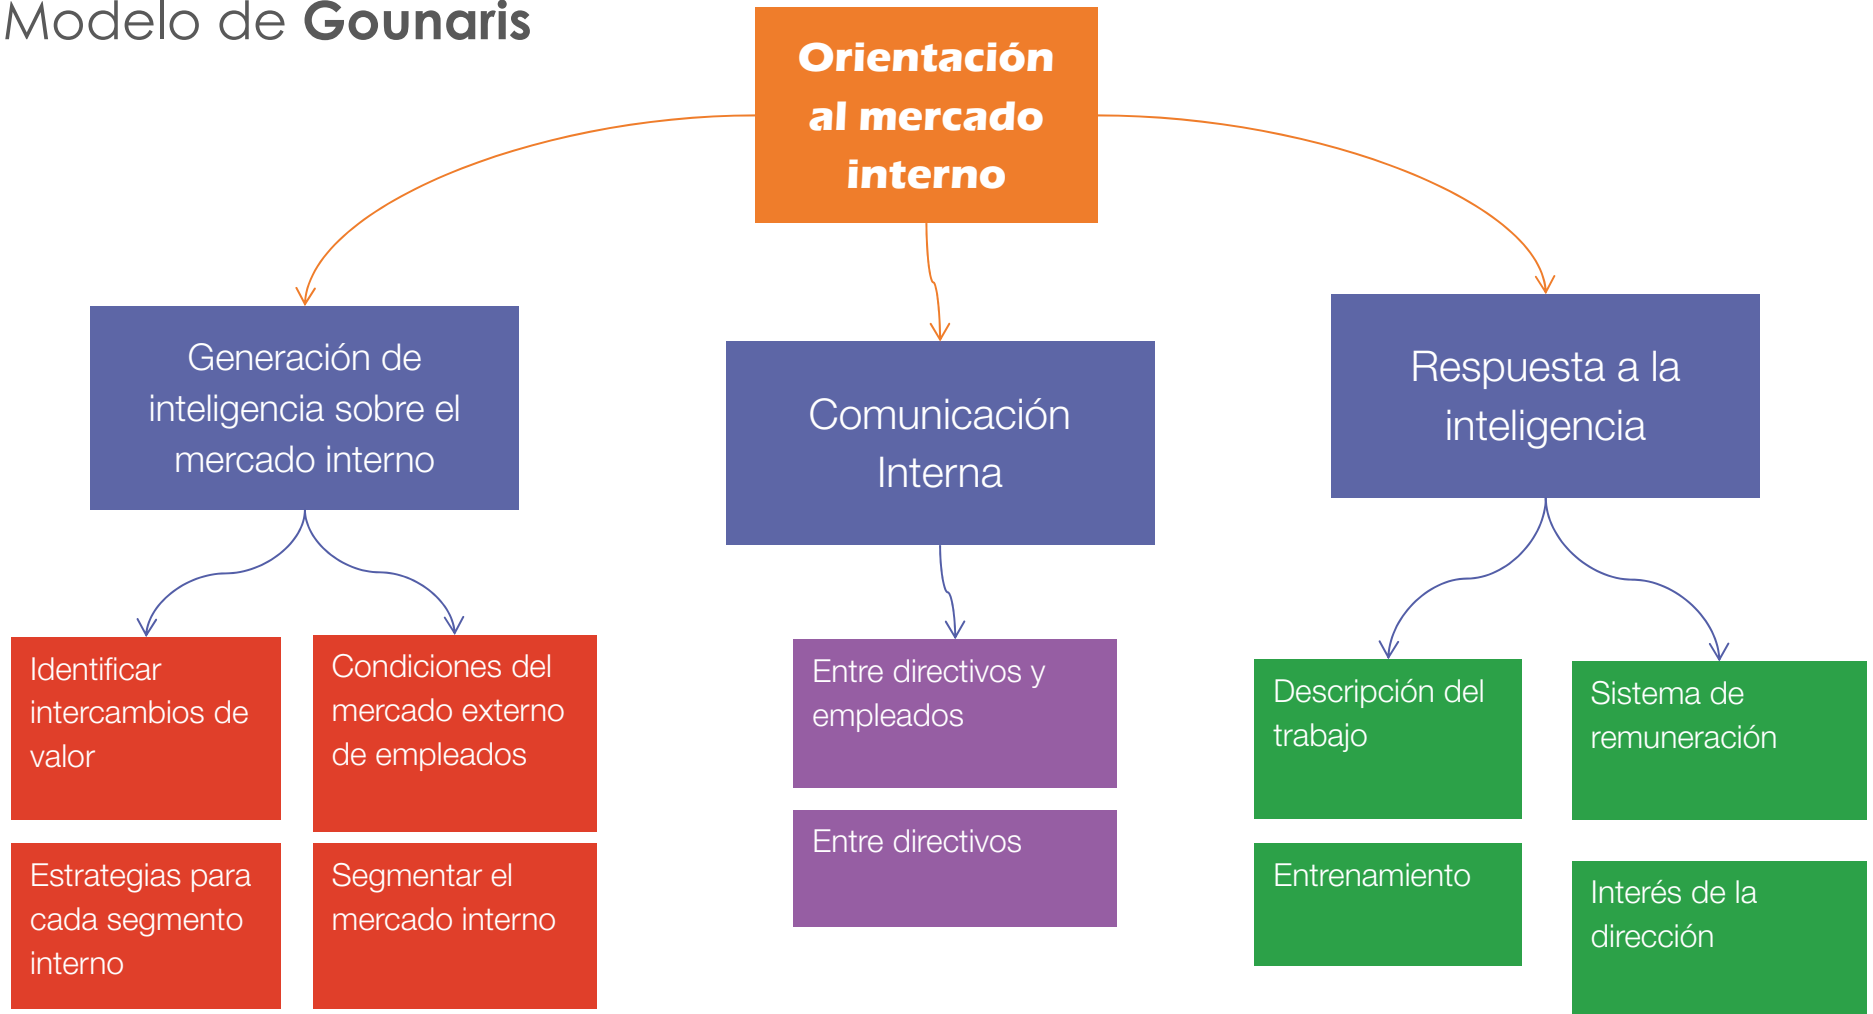 Modelo de Gounaris
Orientación
al mercado
interno
Generación de
inteligencia sobre el
mercado interno
Comunicación
Interna
Respuesta a la
inteligencia
Identificar
intercambios de
valor
Condiciones del
mercado externo
de empleados
Estrategias para
cada segmento
interno
Segmentar el
mercado interno
Entre directivos y
empleados
Entre directivos
Descripción del
trabajo
Sistema de
remuneración
Entrenamiento
Interés de la
dirección